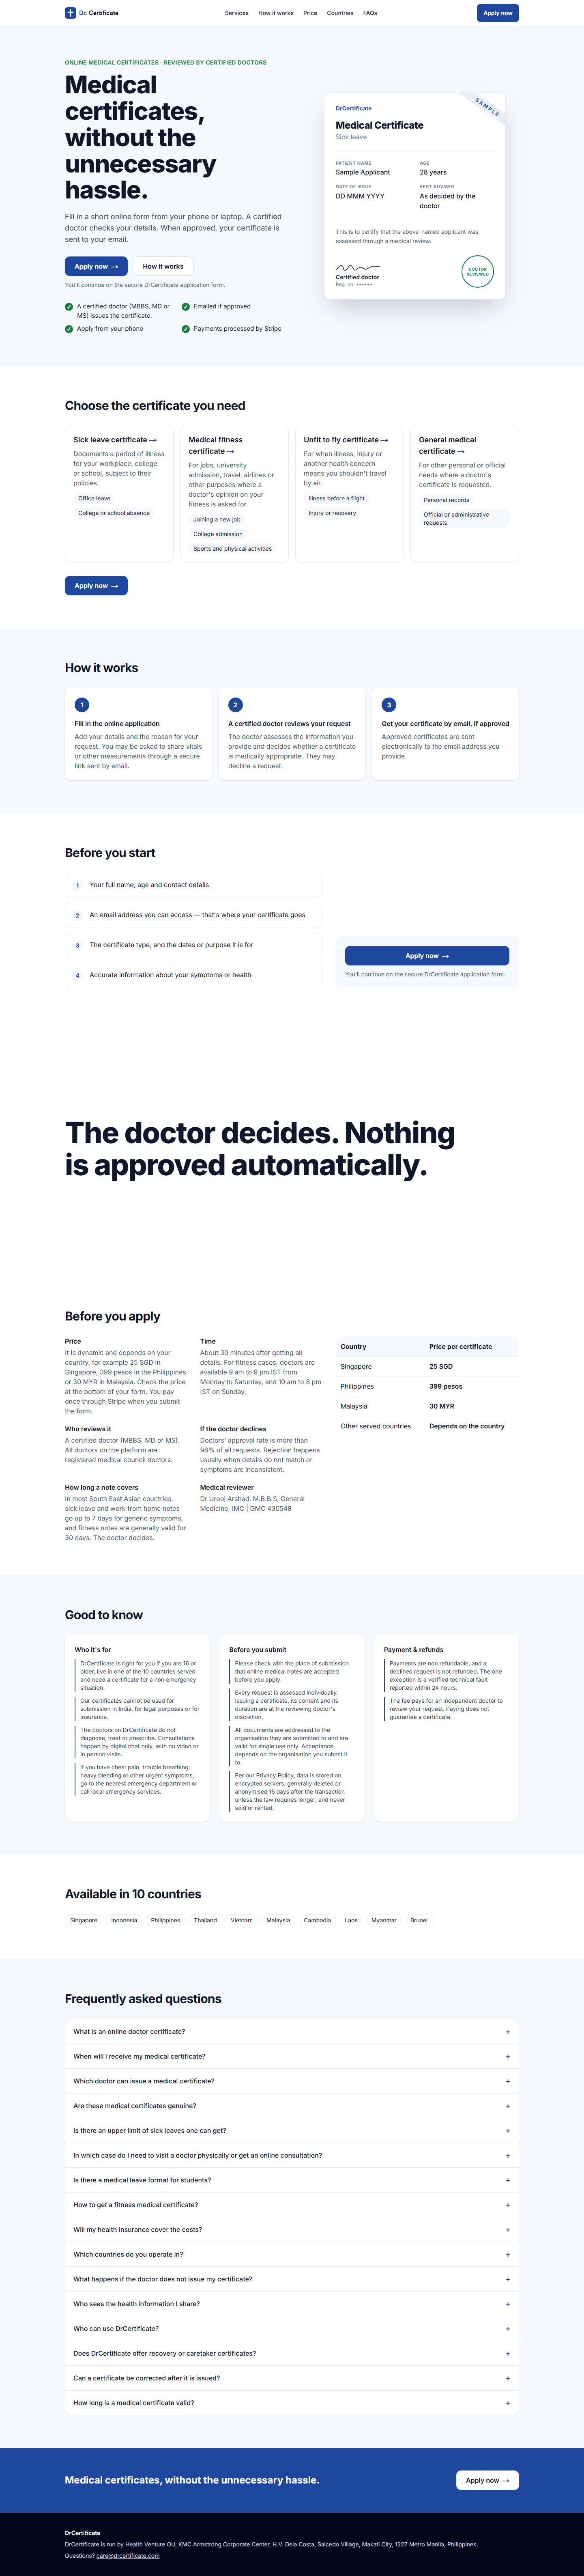 Dr. Certificate
Services
How it works
Price
Countries
FAQs
Apply now
ONLINE MEDICAL CERTIFICATES · REVIEWED BY CERTIFIED DOCTORS
Medical
certificates,
without the
unnecessary
hassle.
Fill in a short online form from your phone or laptop. A certified
doctor checks your details. When approved, your certificate is
sent to your email.
Apply now →
How it works
You'll continue on the secure DrCertificate application form.
A certified doctor (MBBS, MD or
MS) issues the certificate.
Emailed if approved
Apply from your phone
Payments processed by Stripe
SAMPLE
DrCertificate
Medical Certificate
Sick leave
PATIENT NAME
Sample Applicant
AGE
28 years
DATE OF ISSUE
DD MMM YYYY
REST ADVISED
As decided by the
doctor
This is to certify that the above-named applicant was
assessed through a medical review.
Certified doctor
Reg. no. ••••••
DOCTOR
REVIEWED
Choose the certificate you need
Sick leave certificate →
Documents a period of illness
for your workplace, college
or school, subject to their
policies.
Office leave
College or school absence
Medical fitness
certificate →
For jobs, university
admission, travel, airlines or
other purposes where a
doctor's opinion on your
fitness is asked for.
Joining a new job
College admission
Sports and physical activities
Unfit to fly certificate →
For when illness, injury or
another health concern
means you shouldn't travel
by air.
Illness before a flight
Injury or recovery
General medical
certificate →
For other personal or official
needs where a doctor's
certificate is requested.
Personal records
Official or administrative
requests
Apply now →
How it works
1
Fill in the online application
Add your details and the reason for your
request. You may be asked to share vitals
or other measurements through a secure
link sent by email.
2
A certified doctor reviews your request
The doctor assesses the information you
provide and decides whether a certificate
is medically appropriate. They may
decline a request.
3
Get your certificate by email, if approved
Approved certificates are sent
electronically to the email address you
provide.
Before you start
1 Your full name, age and contact details
2 An email address you can access — that's where your certificate goes
3 The certificate type, and the dates or purpose it is for
4 Accurate information about your symptoms or health
Apply now →
You'll continue on the secure DrCertificate application form.
The doctor decides. Nothing
is approved automatically.
Before you apply
Price
It is dynamic and depends on your
country, for example 25 SGD in
Singapore, 399 pesos in the Philippines
or 30 MYR in Malaysia. Check the price
at the bottom of your form. You pay
once through Stripe when you submit
the form.
Time
About 30 minutes after getting all
details. For fitness cases, doctors are
available 9 am to 9 pm IST from
Monday to Saturday, and 10 am to 8 pm
IST on Sunday.
Who reviews it
A certified doctor (MBBS, MD or MS).
All doctors on the platform are
registered medical council doctors.
If the doctor declines
Doctors' approval rate is more than
98% of all requests. Rejection happens
usually when details do not match or
symptoms are inconsistent.
How long a note covers
In most South East Asian countries,
sick leave and work from home notes
go up to 7 days for generic symptoms,
and fitness notes are generally valid for
30 days. The doctor decides.
Medical reviewer
Dr Urooj Arshad, M.B.B.S, General
Medicine, IMC | GMC 430548
Country Price per certificate
Singapore 25 SGD
Philippines 399 pesos
Malaysia 30 MYR
Other served countries Depends on the country
Good to know
Who it's for
DrCertificate is right for you if you are 16 or
older, live in one of the 10 countries served
and need a certificate for a non emergency
situation.
Our certificates cannot be used for
submission in India, for legal purposes or for
insurance.
The doctors on DrCertificate do not
diagnose, treat or prescribe. Consultations
happen by digital chat only, with no video or
in person visits.
If you have chest pain, trouble breathing,
heavy bleeding or other urgent symptoms,
go to the nearest emergency department or
call local emergency services.
Before you submit
Please check with the place of submission
that online medical notes are accepted
before you apply.
Every request is assessed individually.
Issuing a certificate, its content and its
duration are at the reviewing doctor's
discretion.
All documents are addressed to the
organisation they are submitted to and are
valid for single use only. Acceptance
depends on the organisation you submit it
to.
Per our Privacy Policy, data is stored on
encrypted servers, generally deleted or
anonymised 15 days after the transaction
unless the law requires longer, and never
sold or rented.
Payment & refunds
Payments are non refundable, and a
declined request is not refunded. The one
exception is a verified technical fault
reported within 24 hours.
The fee pays for an independent doctor to
review your request. Paying does not
guarantee a certificate.
Available in 10 countries
Singapore
Indonesia
Philippines
Thailand
Vietnam
Malaysia
Cambodia
Laos
Myanmar
Brunei
Frequently asked questions
What is an online doctor certificate? +
When will I receive my medical certificate? +
Which doctor can issue a medical certificate? +
Are these medical certificates genuine? +
Is there an upper limit of sick leaves one can get? +
In which case do I need to visit a doctor physically or get an online consultation? +
Is there a medical leave format for students? +
How to get a fitness medical certificate? +
Will my health insurance cover the costs? +
Which countries do you operate in? +
What happens if the doctor does not issue my certificate? +
Who sees the health information I share? +
Who can use DrCertificate? +
Does DrCertificate offer recovery or caretaker certificates? +
Can a certificate be corrected after it is issued? +
How long is a medical certificate valid? +
Medical certificates, without the unnecessary hassle.
Apply now →
DrCertificate
DrCertificate is run by Health Venture OU, KMC Armstrong Corporate Center, H.V. Dela Costa, Salcedo Village, Makati City, 1227 Metro Manila, Philippines.
Questions? care@drcertificate.com